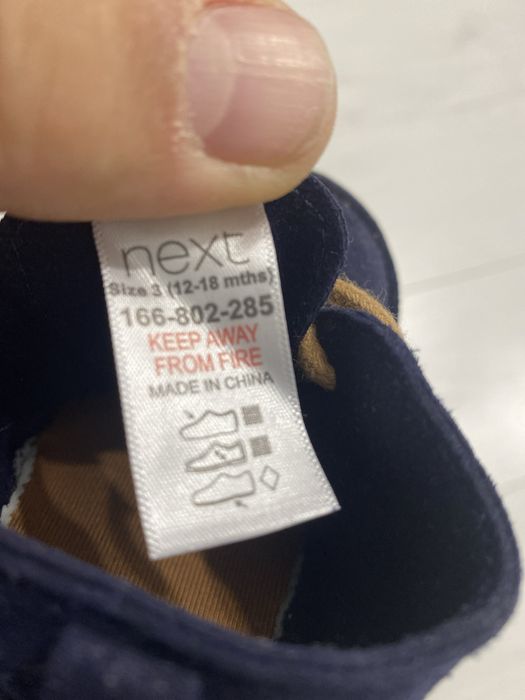 next
Size 3 (12-18 mths)
166-802-285
KEEP AWAY
FROM FIRE
MADE IN CHINA